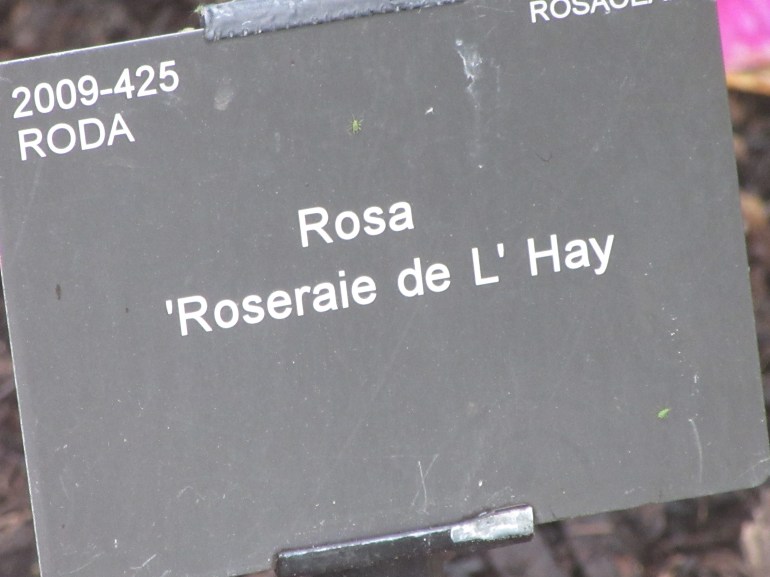 2009-425
RODA
Rosa
'Roseraie de L' Hay